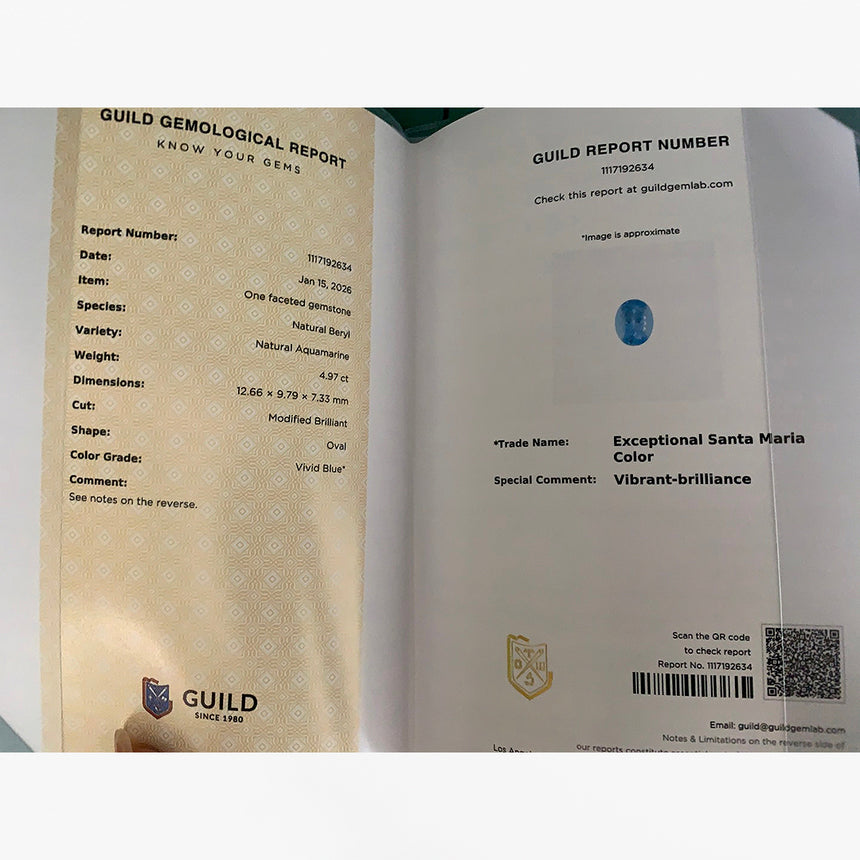 GUILD GEMOLOGICAL REPORT
KNOW YOUR GEMS
Report Number: 1117192634
Date: Jan 15, 2026
Item: One faceted gemstone
Species: Natural Beryl
Variety: Natural Aquamarine
Weight: 4.97 ct
Dimensions: 12.66 × 9.79 × 7.33 mm
Cut: Modified Brilliant
Shape: Oval
Color Grade: Vivid Blue*
Comment:
See notes on the reverse.
GUILD
SINCE 1980
GUILD REPORT NUMBER
1117192634
Check this report at guildgemlab.com
*Image is approximate
*Trade Name: Exceptional Santa Maria
Color
Special Comment: Vibrant-brilliance
Scan the QR code
to check report
Report No. 1117192634
Email: guild@guildgemlab.com
Notes & Limitations on the reverse side of
Los our reports constitute